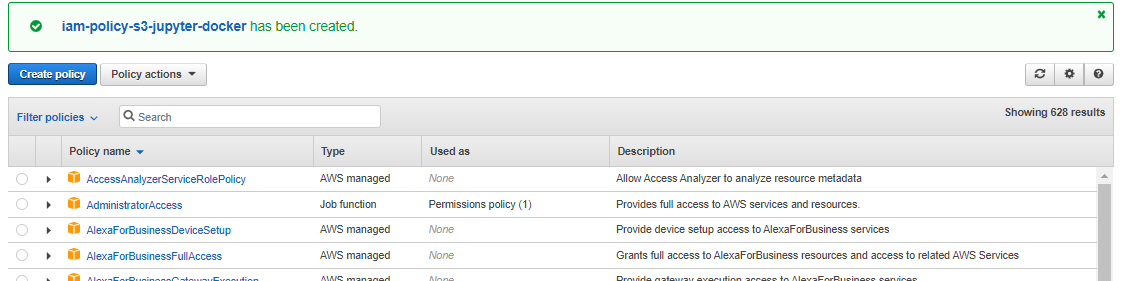 iam-policy-s3-jupyter-docker has been created.
Create policy Policy actions
Filter policies Search Showing 628 results
Policy name Type Used as Description
AccessAnalyzerServiceRolePolicy AWS managed None Allow Access Analyzer to analyze resource metadata
AdministratorAccess Job function Permissions policy (1) Provides full access to AWS services and resources.
AlexaForBusinessDeviceSetup AWS managed None Provide device setup access to AlexaForBusiness services
AlexaForBusinessFullAccess AWS managed None Grants full access to AlexaForBusiness resources and access to related AWS Services
AlexaForBusinessGatewayExecution AWS managed None Provide gateway execution access to AlexaForBusiness services